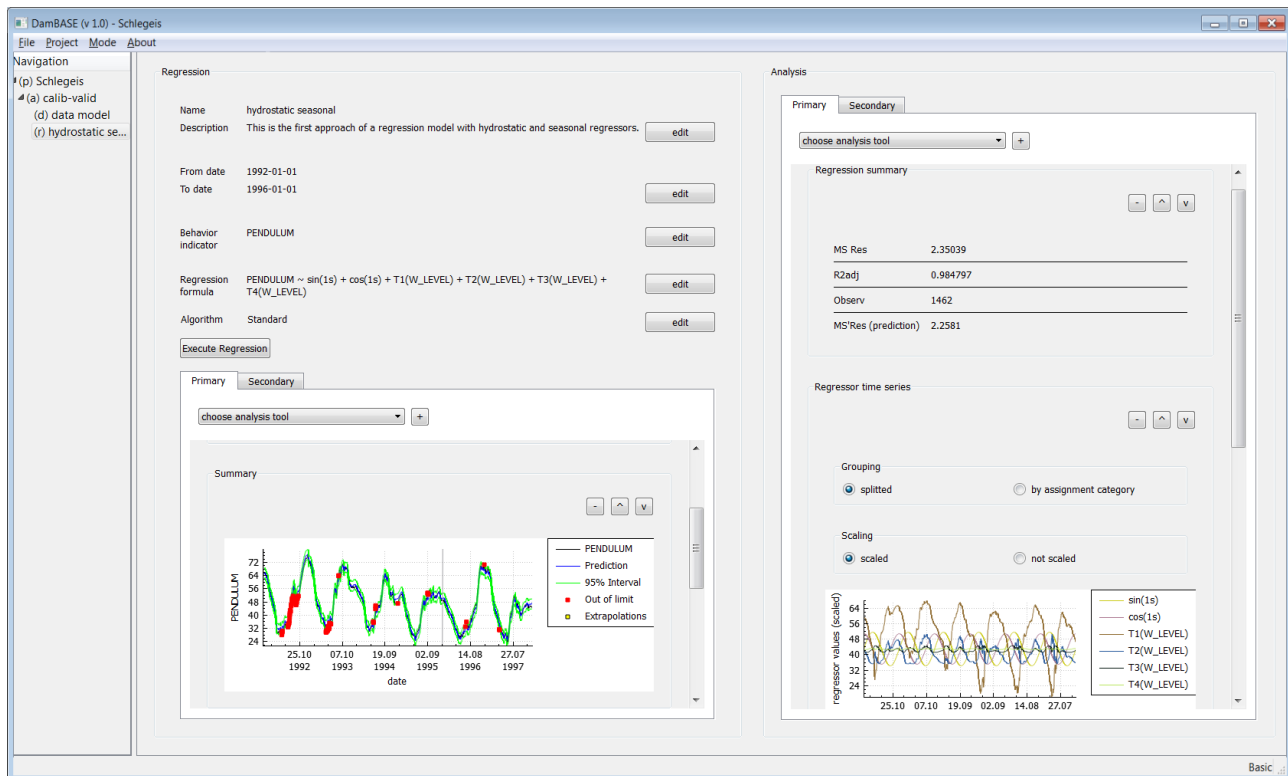 DamBASE (v 1.0) - Schlegeis
File Project Mode About
Navigation
(p) Schlegeis
(a) calib-valid
(d) data model
(r) hydrostatic se...
Regression
Name hydrostatic seasonal
Description This is the first approach of a regression model with hydrostatic and seasonal regressors. edit
From date 1992-01-01
To date 1996-01-01 edit
Behavior
indicator
PENDULUM edit
Regression
formula
PENDULUM ~ sin(1s) + cos(1s) + T1(W_LEVEL) + T2(W_LEVEL) + T3(W_LEVEL) +
T4(W_LEVEL)
edit
Algorithm Standard edit
Execute Regression
Primary Secondary
choose analysis tool +
Summary
- ^ v
PENDULUM
72
64
56
48
40
32
24
25.10 07.10 19.09 02.09 14.08 27.07
1992 1993 1994 1995 1996 1997
date
PENDULUM
Prediction
95% Interval
Out of limit
Extrapolations
Analysis
Primary Secondary
choose analysis tool +
Regression summary
- ^ v
MS Res 2.35039
R2adj 0.984797
Observ 1462
MS'Res (prediction) 2.2581
Regressor time series
- ^ v
Grouping
splitted by assignment category
Scaling
scaled not scaled
regressor values (scaled)
64
56
48
40
32
24
25.10 07.10 19.09 02.09 14.08 27.07
sin(1s)
cos(1s)
T1(W_LEVEL)
T2(W_LEVEL)
T3(W_LEVEL)
T4(W_LEVEL)
Basic